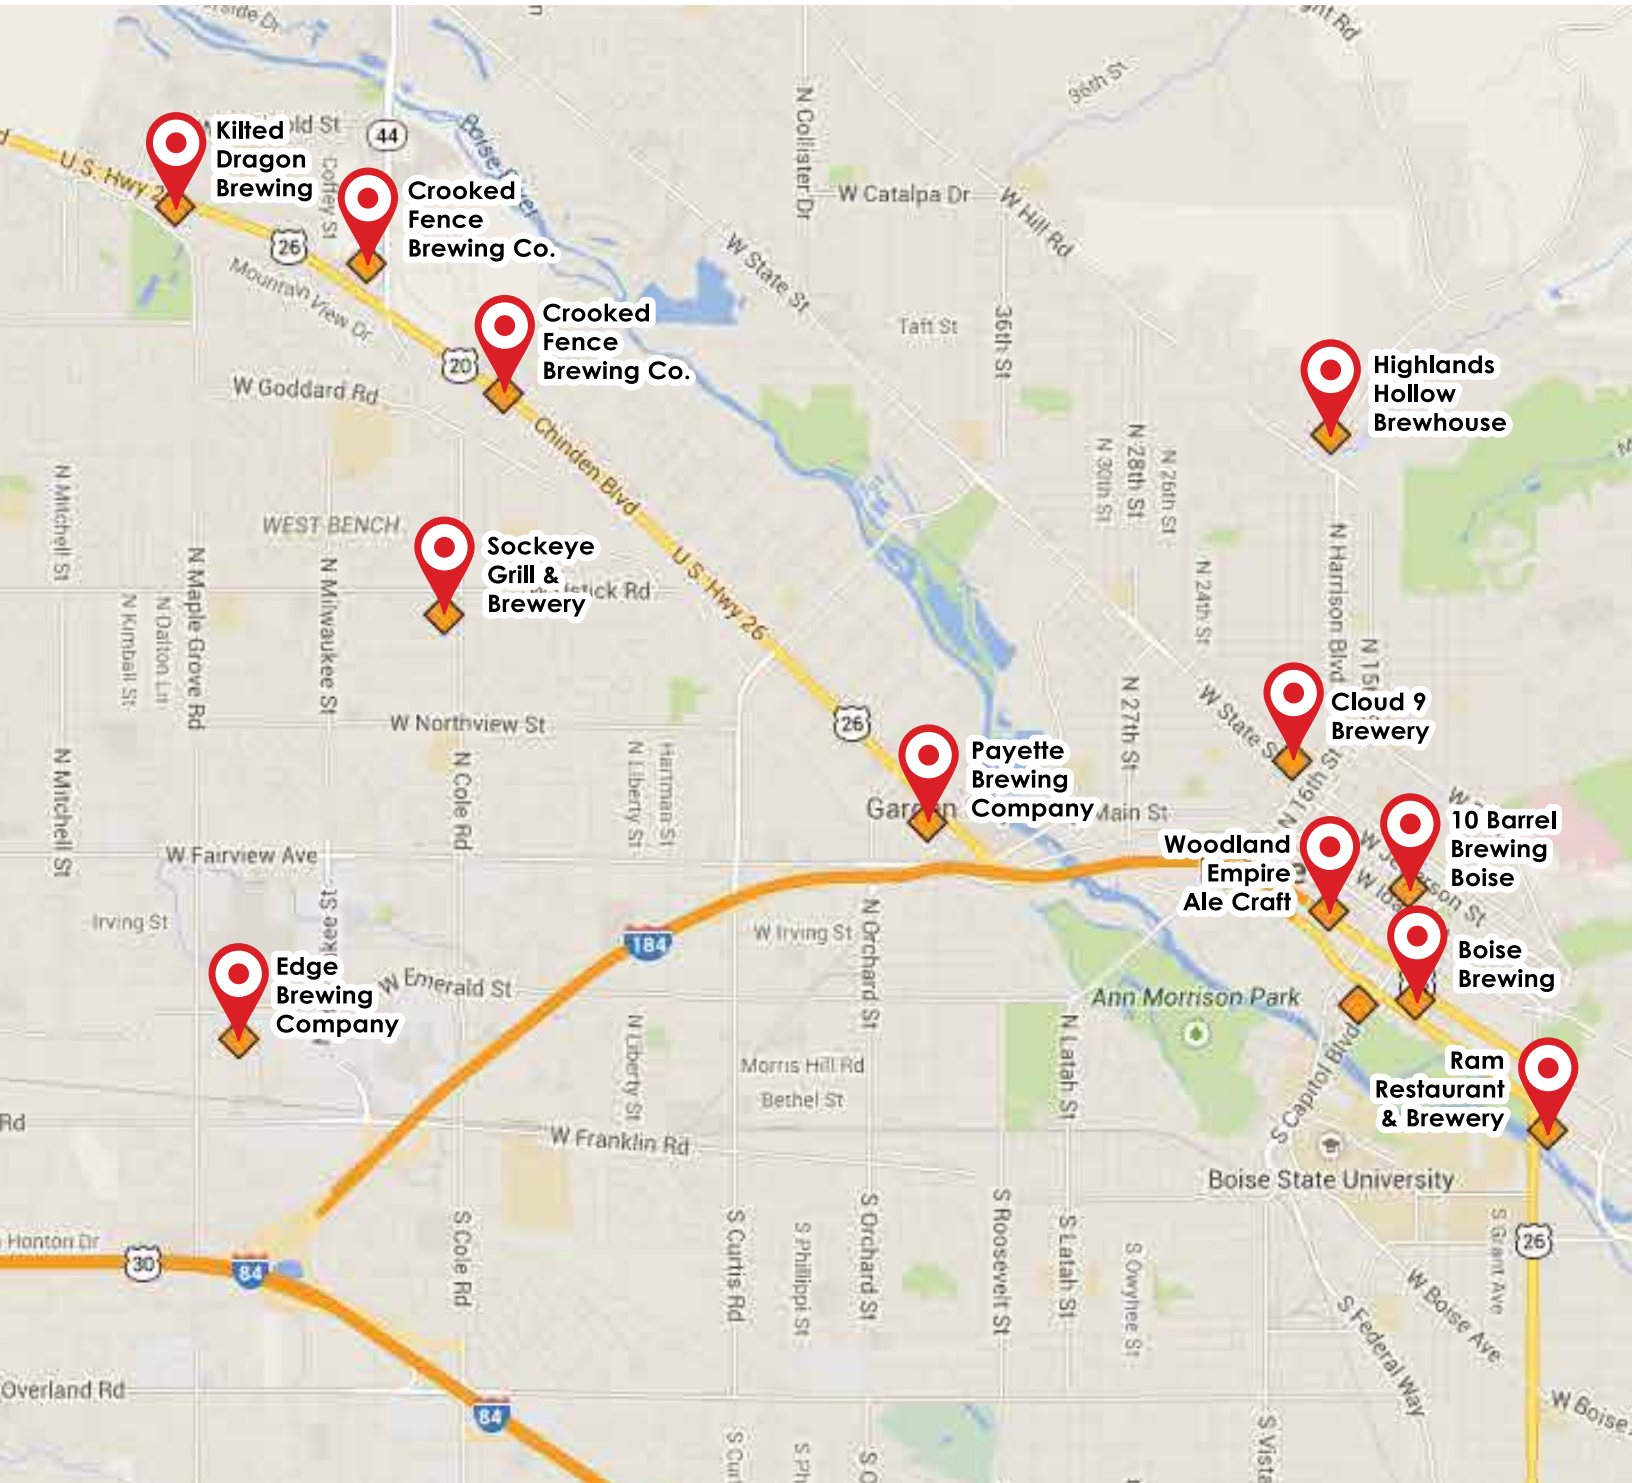 36th St
N Collister Dr
44
Kilted
Dragon
Brewing
Coffey St
U.S. Hwy 2
Crooked
Fence
Brewing Co.
W Catalpa Dr
W Hill Rd
W State St
26
Mountain View Dr
Crooked
Fence
Brewing Co.
Taft St
36th St
20
W Goddard Rd
Highlands
Hollow
Brewhouse
Chinden Blvd
N 30th St
N 28th St
N 26th St
N Mitchell St
WEST BENCH
N Harrison Blvd
Sockeye
Grill &
Brewery
U.S. Hwy 26
N Kimball St
N Dalton Ln
N Maple Grove Rd
N Milwaukee St
N 24th St
W State S
Cloud 9
Brewery
W Northview St
26
N 27th St
N 16th St
N Mitchell St
N Cole Rd
N Liberty St
Hartman St
Payette
Brewing
Company
Main St
10 Barrel
Brewing
Boise
Woodland
Empire
Ale Craft
W Fairview Ave
Irving St
184
W Irving St
N Orchard St
Boise
Brewing
Edge
Brewing
Company
W Emerald St
Ann Morrison Park
N Liberty St
N Latah St
S Capitol Blvd
Morris Hill Rd
Bethel St
Ram
Restaurant
& Brewery
Rd
W Franklin Rd
Boise State University
Honton Dr
30
84
S Cole Rd
S Curtis Rd
S Phillippi St
S Orchard St
S Roosevelt St
S Latah St
S Owyhee St
S Grant Ave
26
W Boise Ave
S Federal Way
Overland Rd
84
W Boise
S Vista